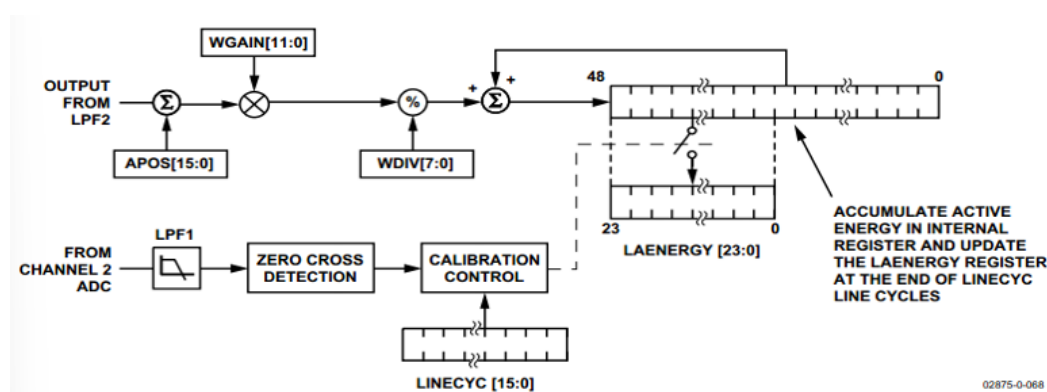 WGAIN[11:0]
OUTPUT
FROM
LPF2
Σ
%
+
+
Σ
48
0
APOS[15:0]
WDIV[7:0]
23
0
LAENERGY [23:0]
ACCUMULATE ACTIVE
ENERGY IN INTERNAL
REGISTER AND UPDATE
THE LAENERGY REGISTER
AT THE END OF LINECYC
LINE CYCLES
FROM
CHANNEL 2
ADC
LPF1
ZERO CROSS
DETECTION
CALIBRATION
CONTROL
LINECYC [15:0]
02875-0-068